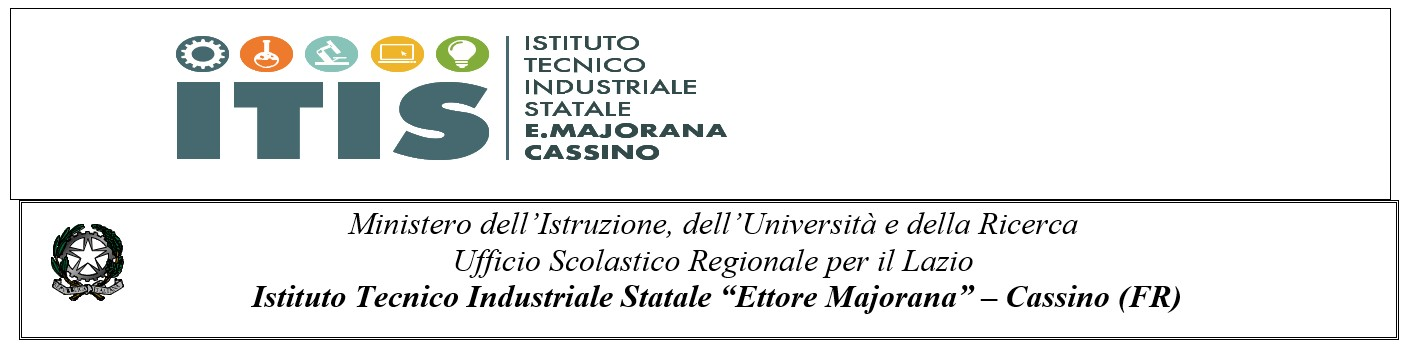 ITIS
ISTITUTO
TECNICO
INDUSTRIALE
STATALE
E.MAJORANA
CASSINO
Ministero dell’Istruzione, dell’Università e della Ricerca
Ufficio Scolastico Regionale per il Lazio
Istituto Tecnico Industriale Statale “Ettore Majorana” – Cassino (FR)